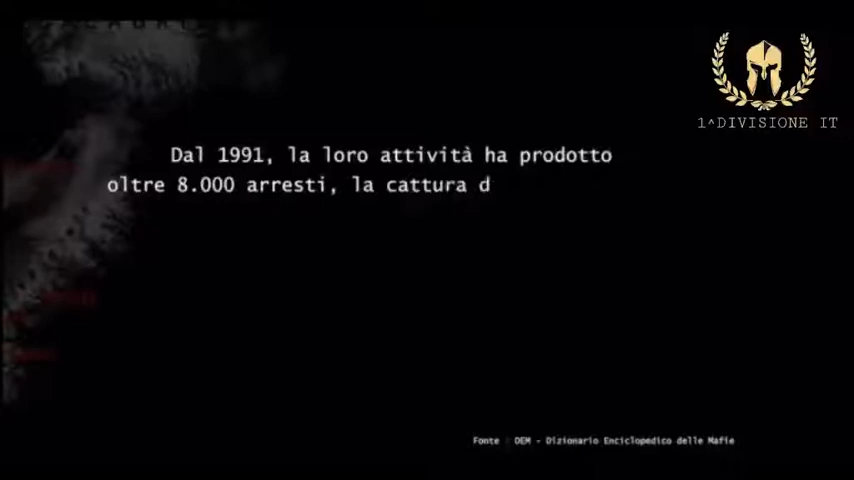 1^DIVISIONE IT
Dal 1991, la loro attività ha prodotto
oltre 8.000 arresti, la cattura d
Fonte : DEM - Dizionario Enciclopedico delle Mafie